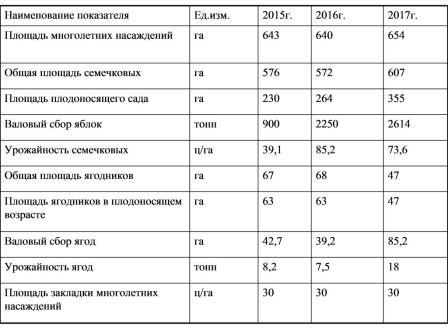 Наименование показателя Ед.изм. 2015г. 2016г. 2017г.
Площадь многолетних насаждений га 643 640 654
Общая площадь семечковых га 576 572 607
Площадь плодоносящего сада га 230 264 355
Валовый сбор яблок тонн 900 2250 2614
Урожайность семечковых ц/га 39,1 85,2 73,6
Общая площадь ягодников га 67 68 47
Площадь ягодников в плодоносящем га 63 63 47
возрасте
Валовый сбор ягод га 42,7 39,2 85,2
Урожайность ягод тонн 8,2 7,5 18
Площадь закладки многолетних ц/га 30 30 30
насаждений